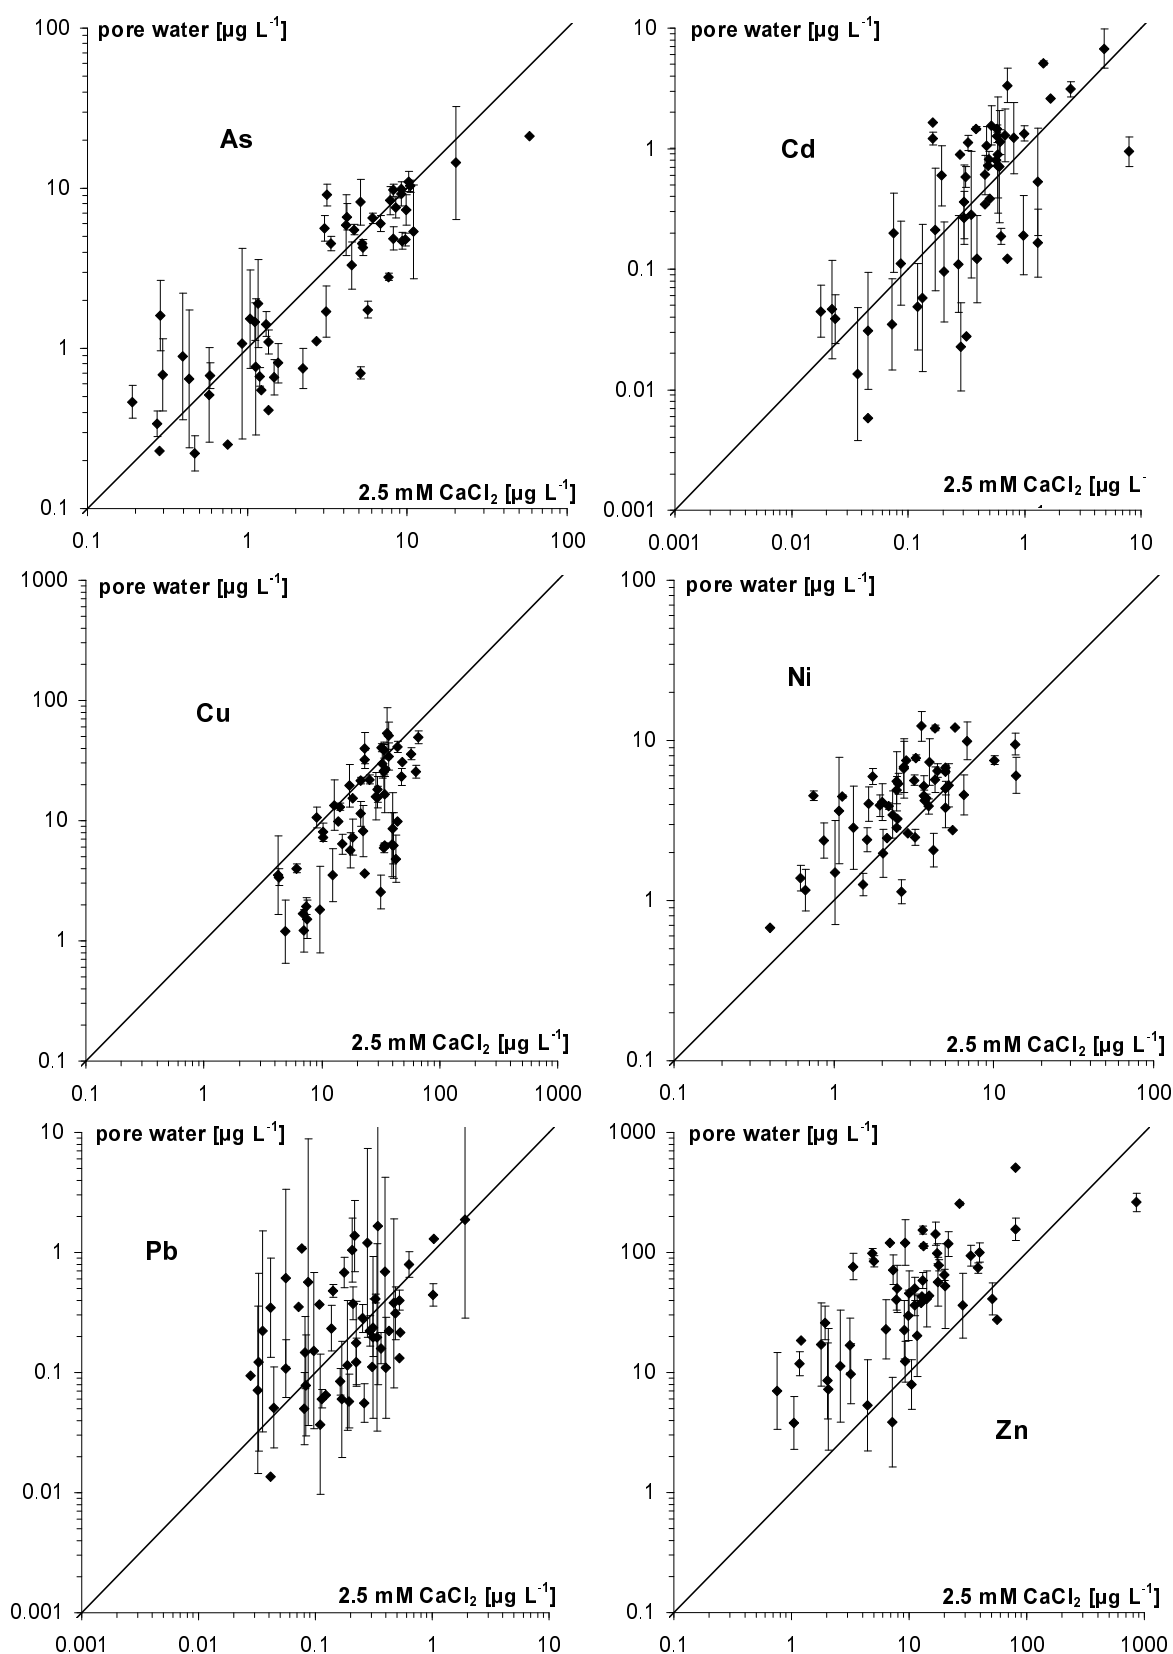 100 pore water [µg L⁻¹]
As
10
1
0.1
2.5 mM CaCl₂ [µg L⁻¹]
0.1 1 10 100
10 pore water [µg L⁻¹]
Cd
1
0.1
0.01
0.001
2.5 mM CaCl₂ [µg L⁻
0.001 0.01 0.1 1 10
1000 pore water [µg L⁻¹]
Cu
100
10
1
0.1
2.5 mM CaCl₂ [µg L⁻¹]
0.1 1 10 100 1000
100 pore water [µg L⁻¹]
Ni
10
1
0.1
2.5 mM CaCl₂ [µg L⁻¹]
0.1 1 10 100
10 pore water [µg L⁻¹]
Pb
1
0.1
0.01
0.001
2.5 mM CaCl₂ [µg L⁻¹]
0.001 0.01 0.1 1 10
1000 pore water [µg L⁻¹]
100
10
Zn
1
0.1
2.5 mM CaCl₂ [µg L⁻¹]
0.1 1 10 100 1000